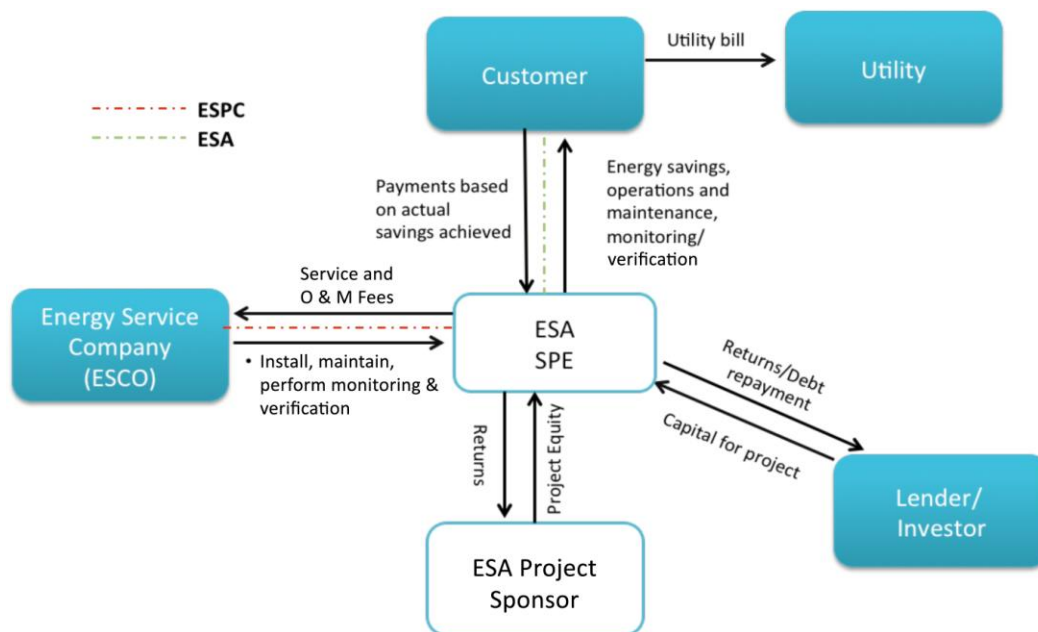 Customer
Utility bill
Utility
ESPC
ESA
Payments based
on actual
savings achieved
Energy savings,
operations and
maintenance,
monitoring/
verification
Service and
O & M Fees
Energy Service
Company
(ESCO)
• Install, maintain,
perform monitoring &
verification
ESA
SPE
Returns/Debt
repayment
Capital for project
Returns
Project Equity
Lender/
Investor
ESA Project
Sponsor